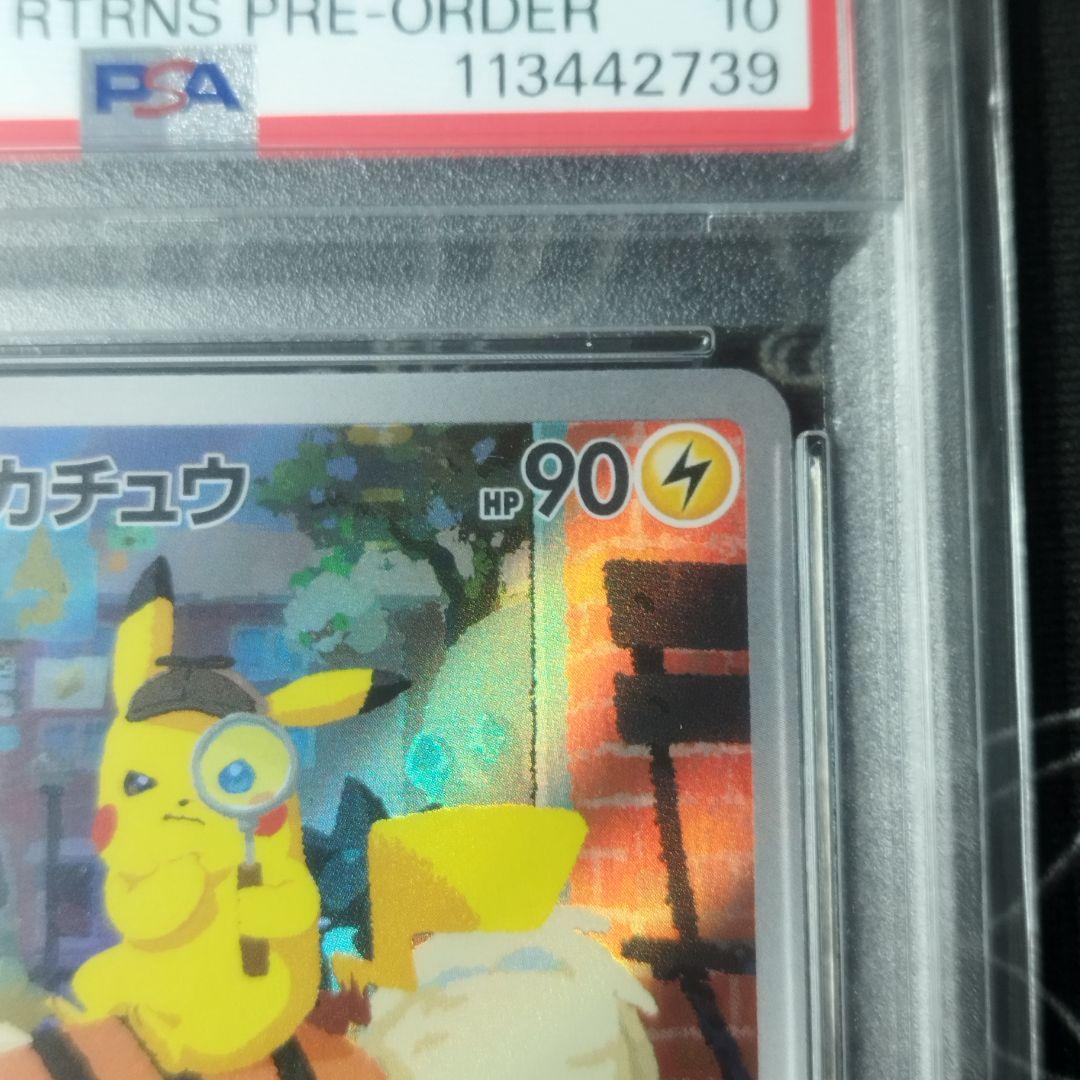 RTRNS PRE-ORDER 10
PSA 113442739
カチュウ HP90